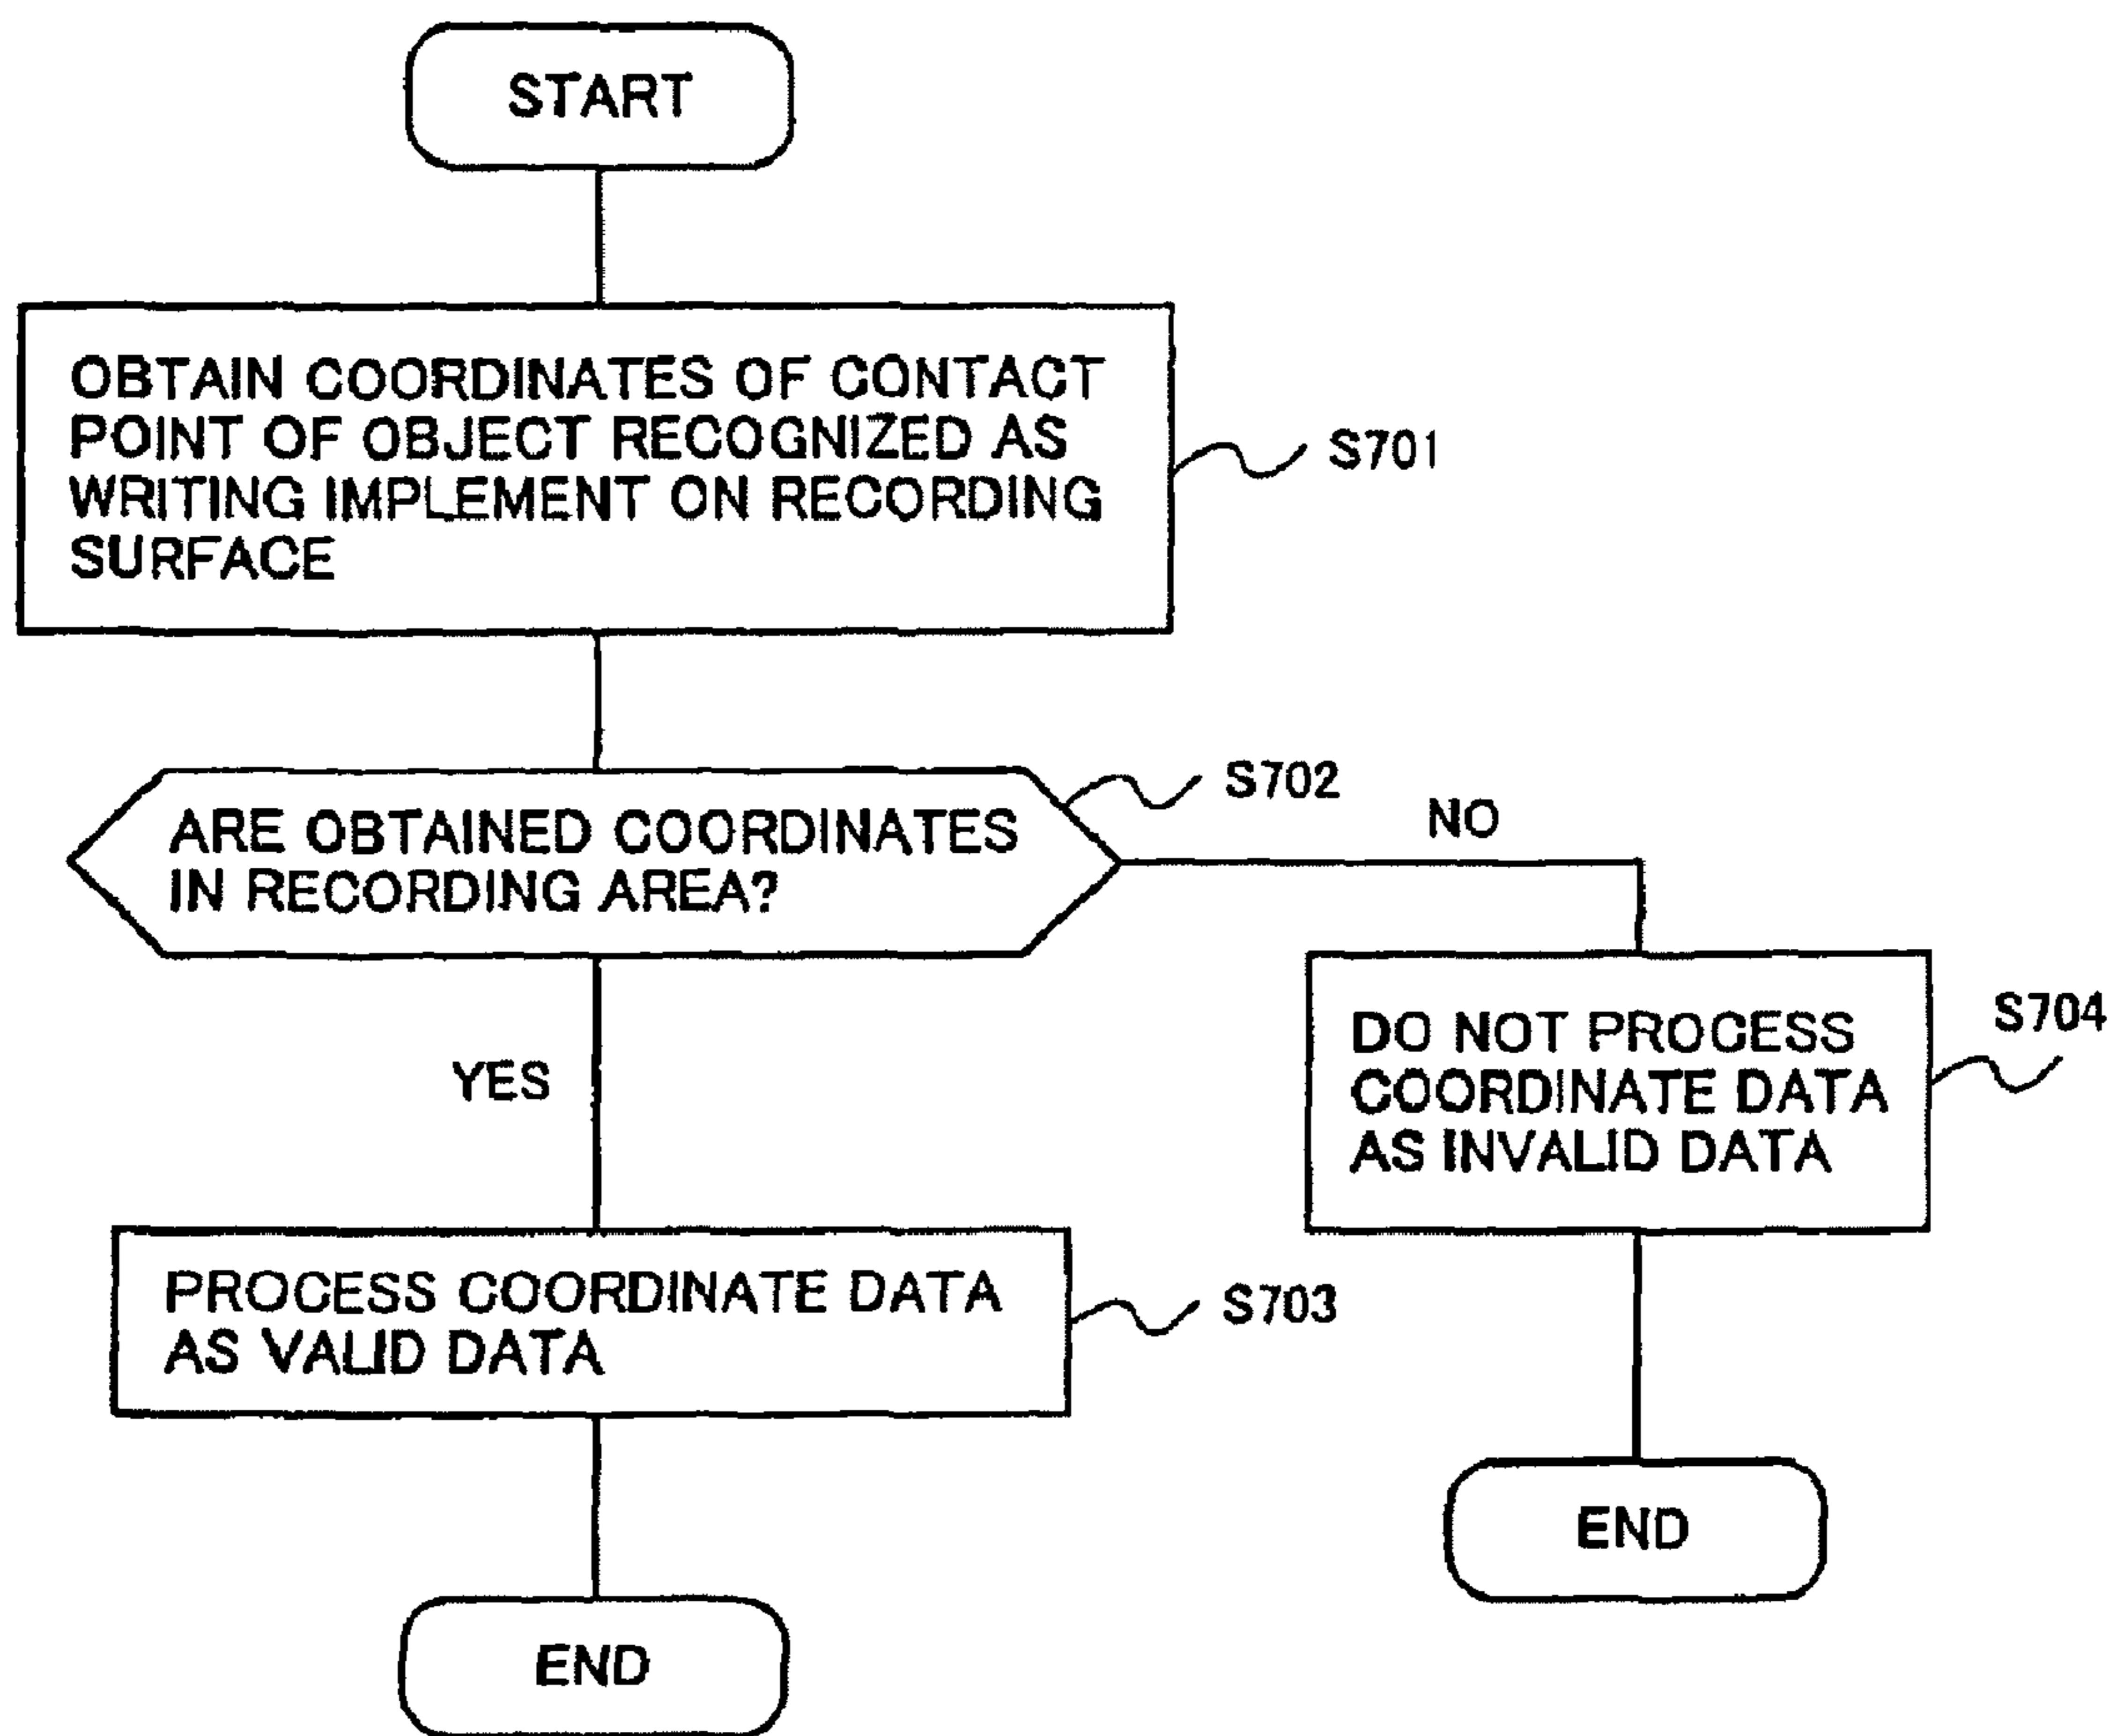 START
OBTAIN COORDINATES OF CONTACT
POINT OF OBJECT RECOGNIZED AS
WRITING IMPLEMENT ON RECORDING
SURFACE
S701
ARE OBTAINED COORDINATES
IN RECORDING AREA?
S702
NO
YES
DO NOT PROCESS
COORDINATE DATA
AS INVALID DATA
S704
PROCESS COORDINATE DATA
AS VALID DATA
S703
END
END